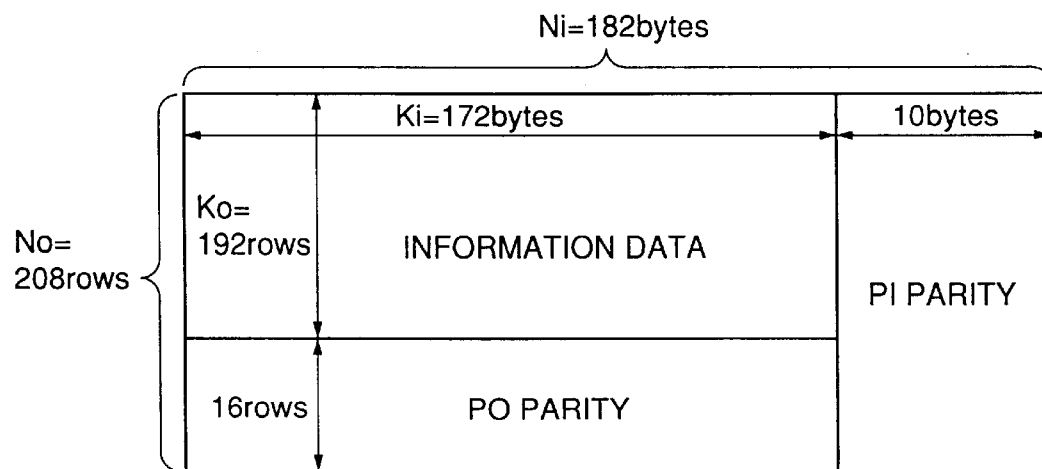 Ni=182bytes
Ki=172bytes
10bytes
Ko=
192rows
No=
208rows
INFORMATION DATA
PI PARITY
16rows
PO PARITY